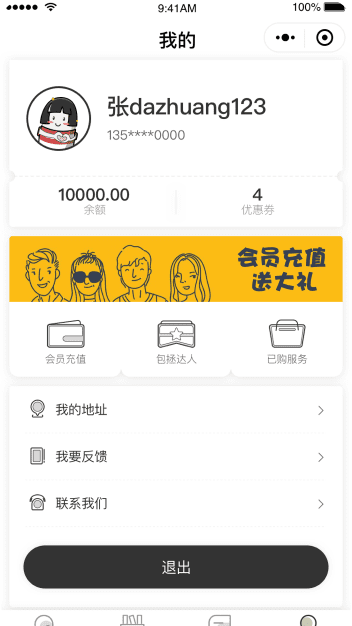 9:41AM
100%
我的
张dazhuang123
135****0000
10000.00
4
余额
优惠券
会员充值
送大礼
会员充值
包括达人
已购服务
我的地址
我要反馈
联系我们
退出